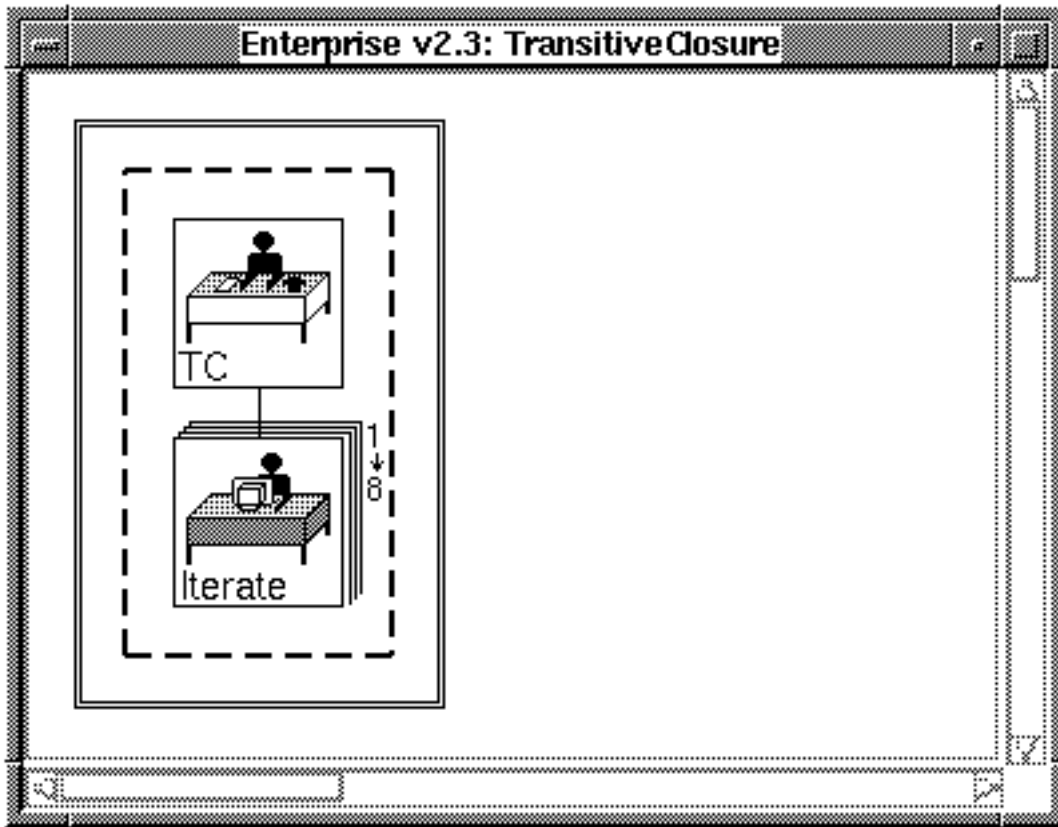 Enterprise v2.3: TransitiveClosure
TC
1
↓
8
Iterate